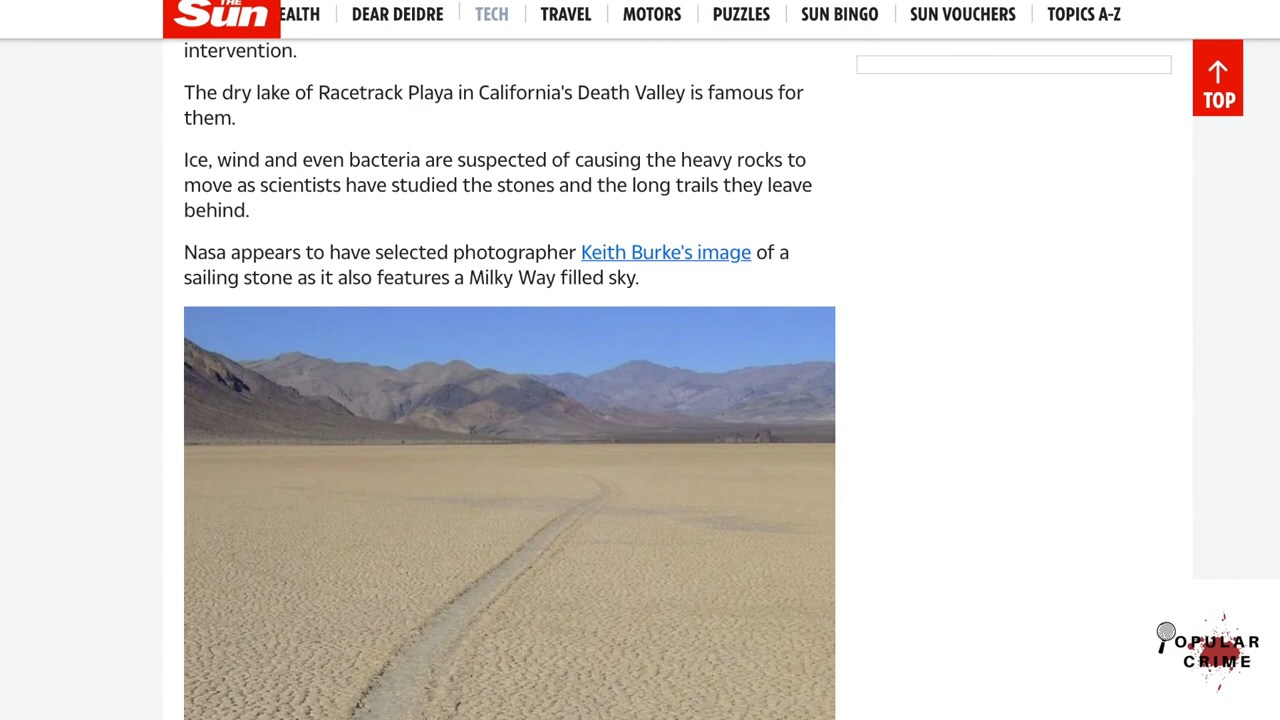 THE
Sun
EALTH
DEAR DEIDRE
TECH
TRAVEL
MOTORS
PUZZLES
SUN BINGO
SUN VOUCHERS
TOPICS A-Z
intervention.
The dry lake of Racetrack Playa in California's Death Valley is famous for
them.
Ice, wind and even bacteria are suspected of causing the heavy rocks to
move as scientists have studied the stones and the long trails they leave
behind.
Nasa appears to have selected photographer Keith Burke's image of a
sailing stone as it also features a Milky Way filled sky.
TOP
POPULAR
CRIME